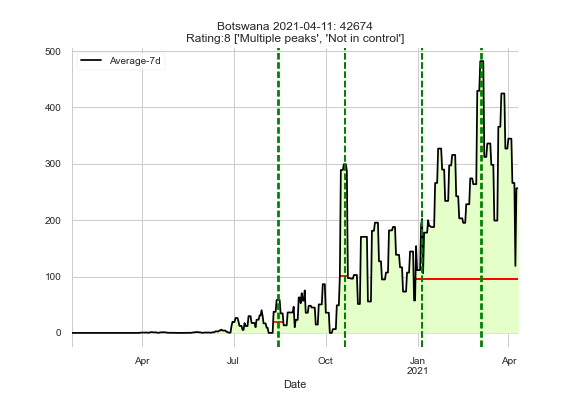 Botswana 2021-04-11: 42674
Rating:8 ['Multiple peaks', 'Not in control']
Average-7d
500
400
300
200
100
0
Apr
Jul
Oct
Jan
2021
Apr
Date